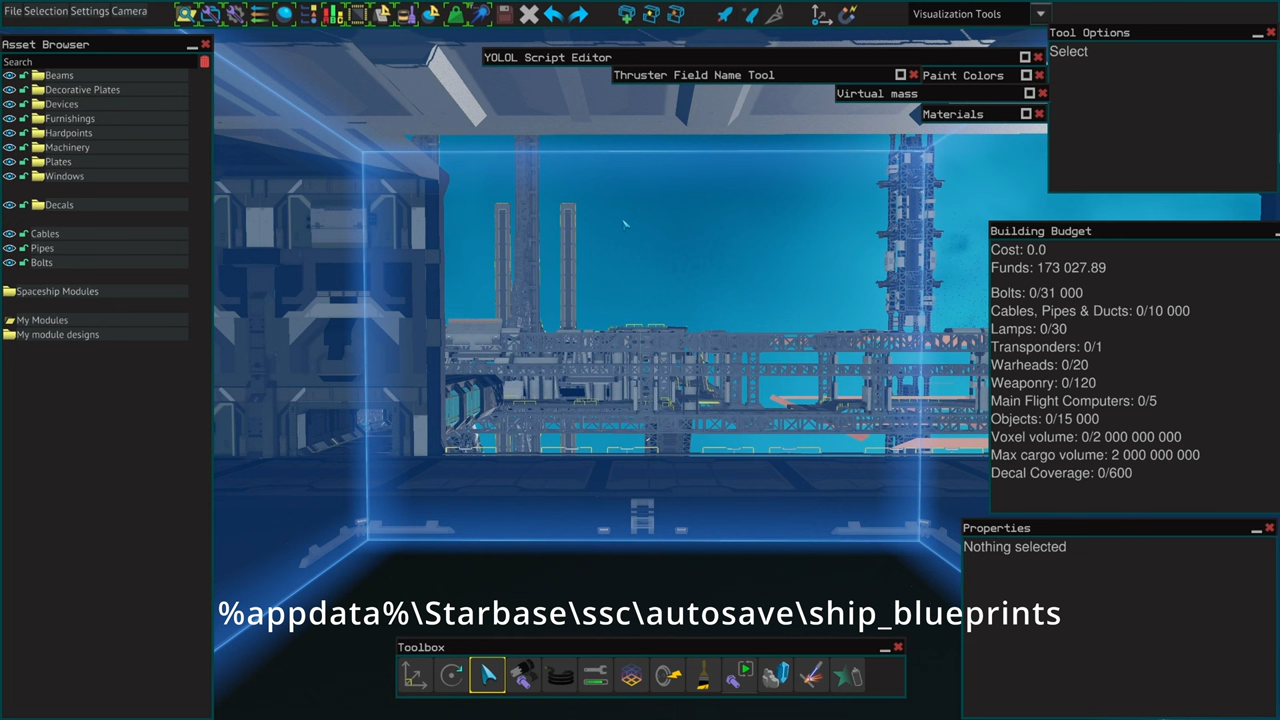 File Selection Settings Camera
Visualization Tools
Asset Browser
Search
Beams
Decorative Plates
Devices
Furnishings
Hardpoints
Machinery
Plates
Windows
Decals
Cables
Pipes
Bolts
Spaceship Modules
My Modules
My module designs
YOLOL Script Editor
Thruster Field Name Tool
Paint Colors
Virtual mass
Materials
Tool Options
Select
Building Budget
Cost: 0.0
Funds: 173 027.89
Bolts: 0/31 000
Cables, Pipes & Ducts: 0/10 000
Lamps: 0/30
Transponders: 0/1
Warheads: 0/20
Weaponry: 0/120
Main Flight Computers: 0/5
Objects: 0/15 000
Voxel volume: 0/2 000 000 000
Max cargo volume: 2 000 000 000
Decal Coverage: 0/600
Properties
Nothing selected
%appdata%\Starbase\ssc\autosave\ship_blueprints
Toolbox